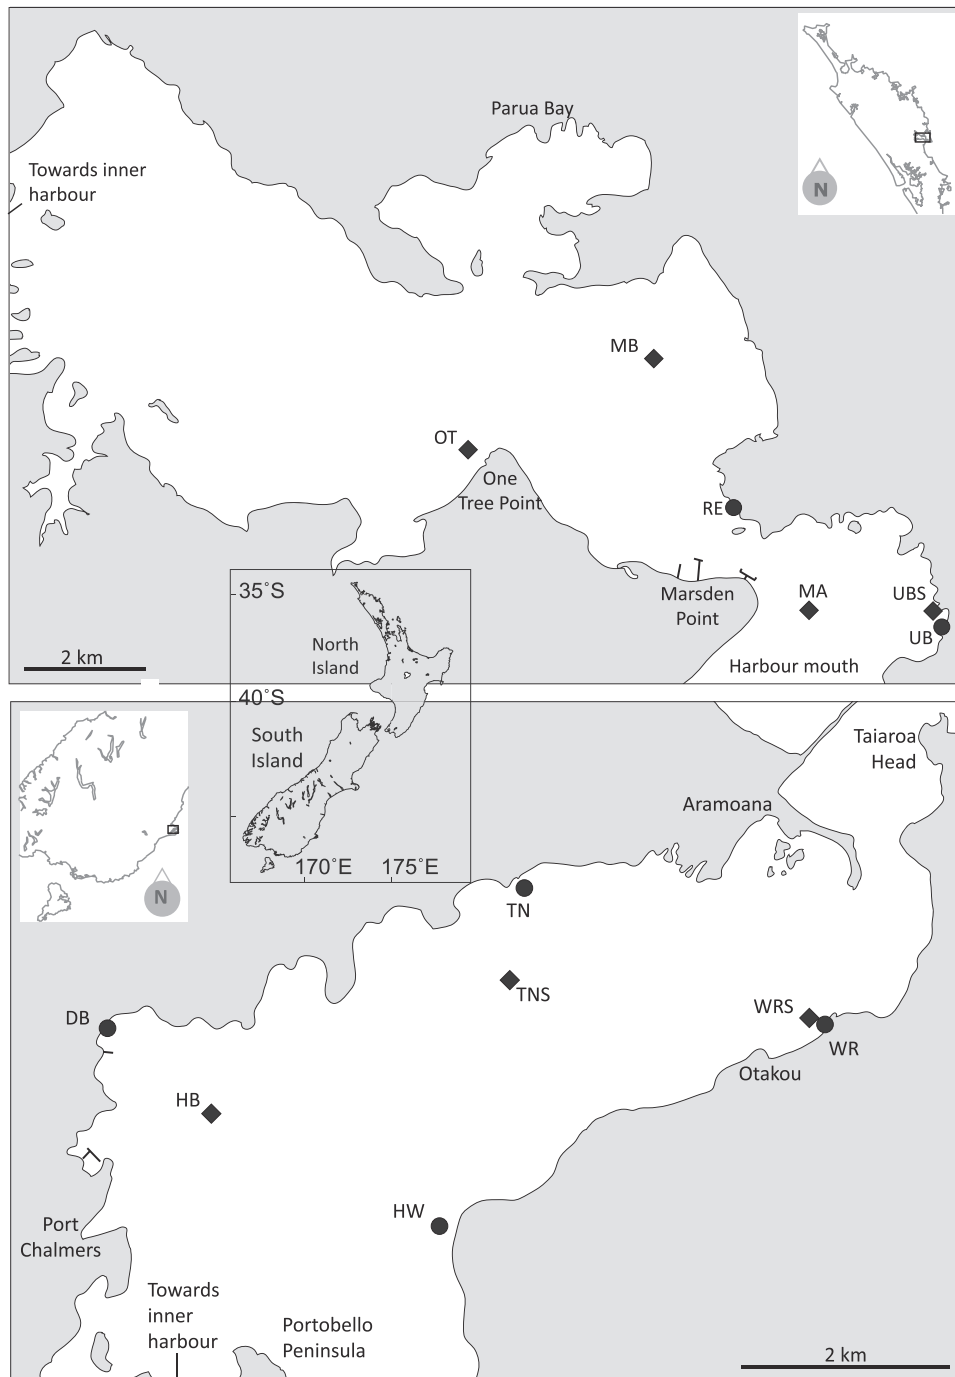 Parua Bay
N
Towards inner
harbour
MB
OT
One
Tree Point
RE
Marsden
Point
MA
UBS
UB
Harbour mouth
2 km
35°S
North
Island
40°S
South
Island
170°E
175°E
N
Taiaroa
Head
Aramoana
TN
TNS
DB
WRS
WR
Otakou
HB
HW
Port
Chalmers
Towards
inner
harbour
Portobello
Peninsula
2 km